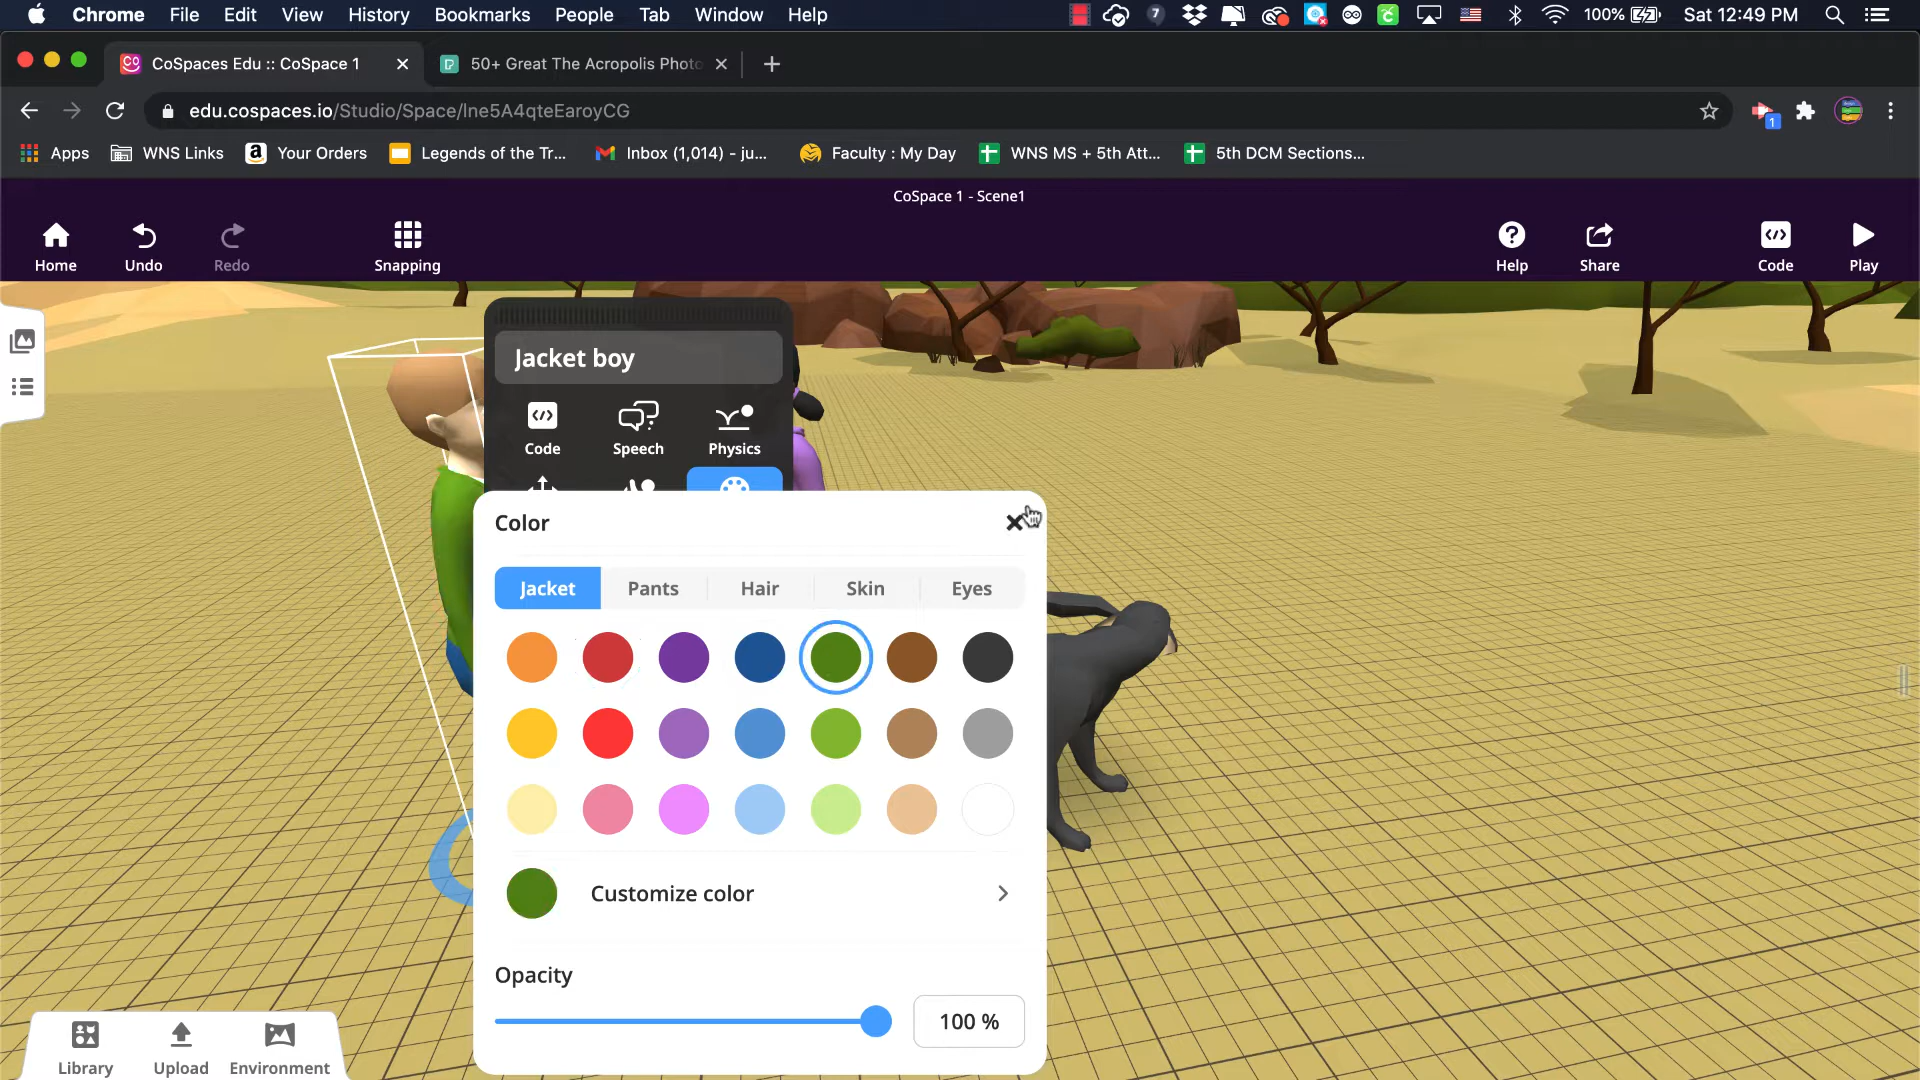 Chrome File Edit View History Bookmarks People Tab Window Help
7 100% Sat 12:49 PM
CoSpaces Edu :: CoSpace 1
50+ Great The Acropolis Photo
edu.cospaces.io/Studio/Space/lne5A4qteEaroyCG
1
Apps WNS Links Your Orders Legends of the Tr... Inbox (1,014) - ju... Faculty : My Day WNS MS + 5th Att... 5th DCM Sections...
CoSpace 1 - Scene1
Home Undo Redo Snapping Help Share Code Play
Jacket boy
Code Speech Physics
Color
Jacket Pants Hair Skin Eyes
Customize color
Opacity
100 %
Library Upload Environment